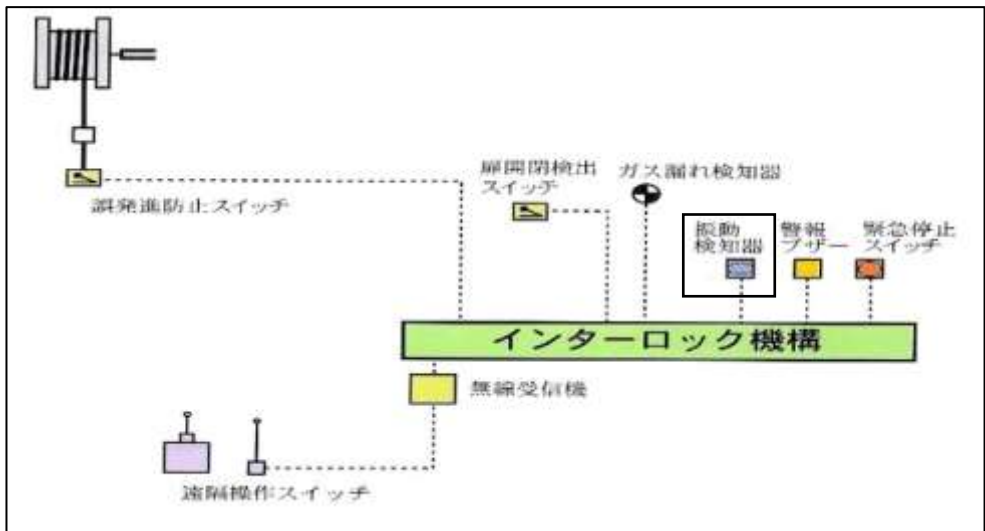 扉開閉検出
スイッチ
ガス漏れ検知器
誤発進防止スイッチ
振動
検知器
警報
ブザー
緊急停止
スイッチ
インターロック機構
無線受信機
遠隔操作スイッチ